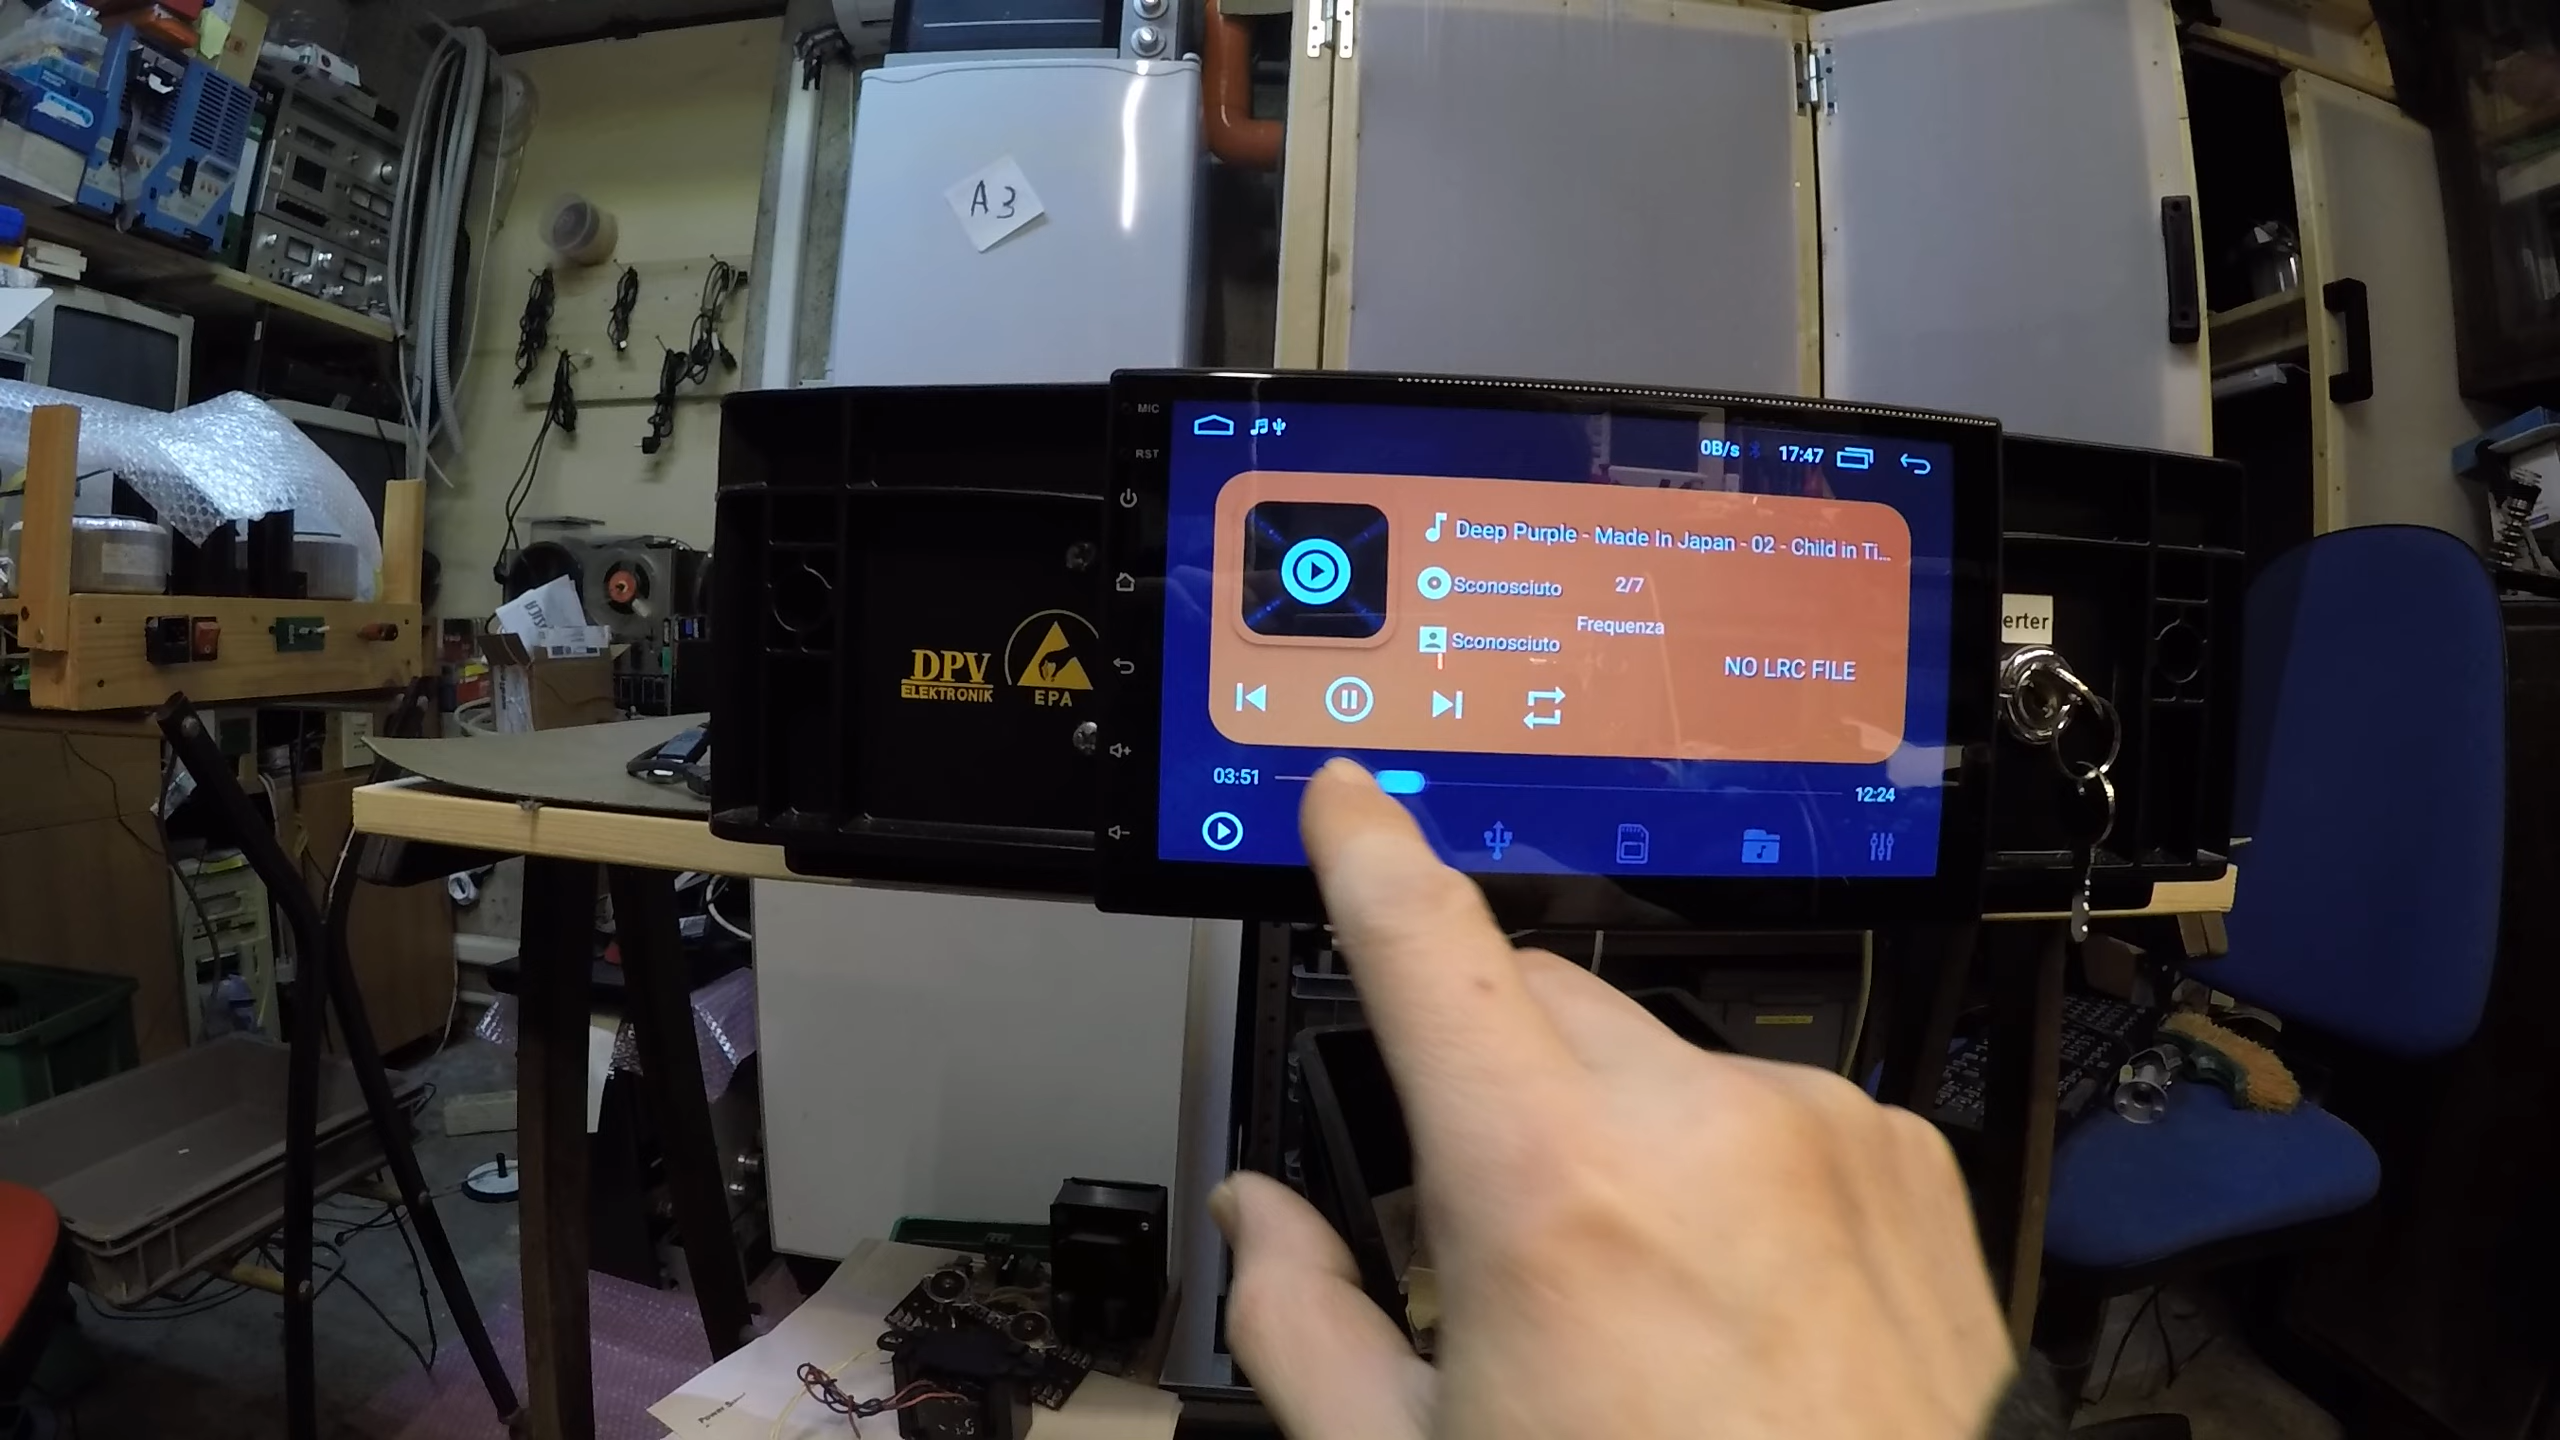 A3
MIC
RST
0B/s 17:47
Deep Purple - Made In Japan - 02 - Child in Ti...
Sconosciuto 2/7
Frequenza
Sconosciuto
NO LRC FILE
03:51 12:24
DPV
ELEKTRONIK
EPA
erter
Power